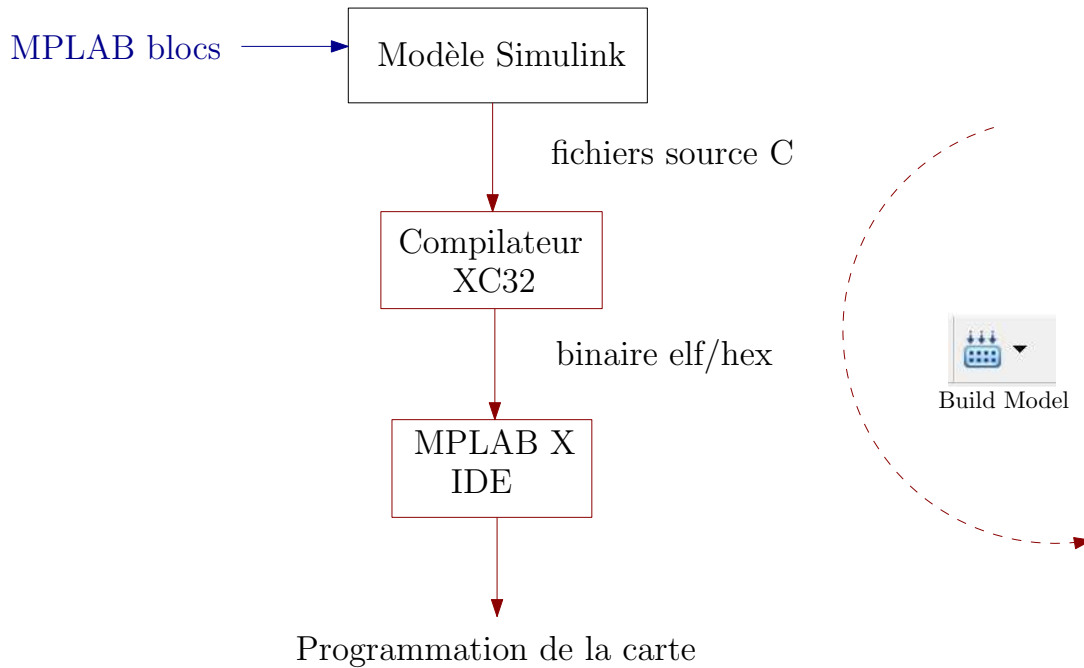 MPLAB blocs
Modèle Simulink
fichiers source C
Compilateur
XC32
binaire elf/hex
Build Model
MPLAB X
IDE
Programmation de la carte